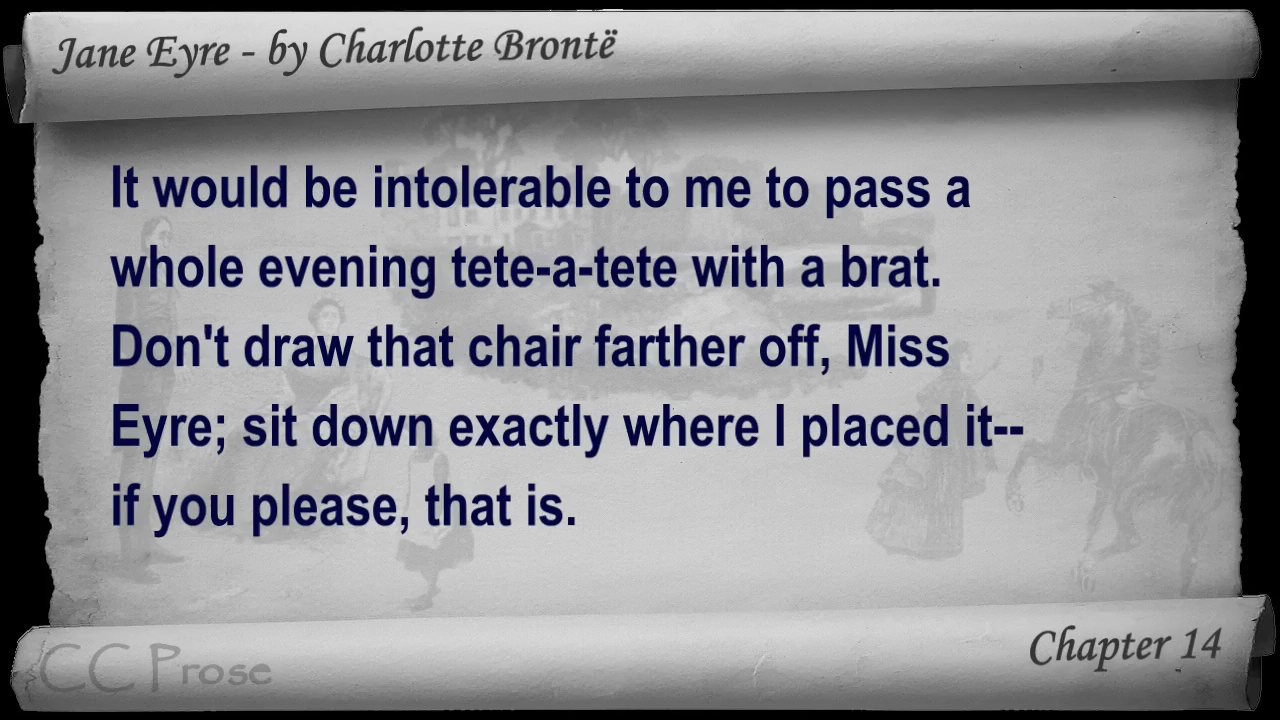 Jane Eyre - by Charlotte Brontë
It would be intolerable to me to pass a
whole evening tete-a-tete with a brat.
Don't draw that chair farther off, Miss
Eyre; sit down exactly where I placed it--
if you please, that is.
CC Prose
Chapter 14